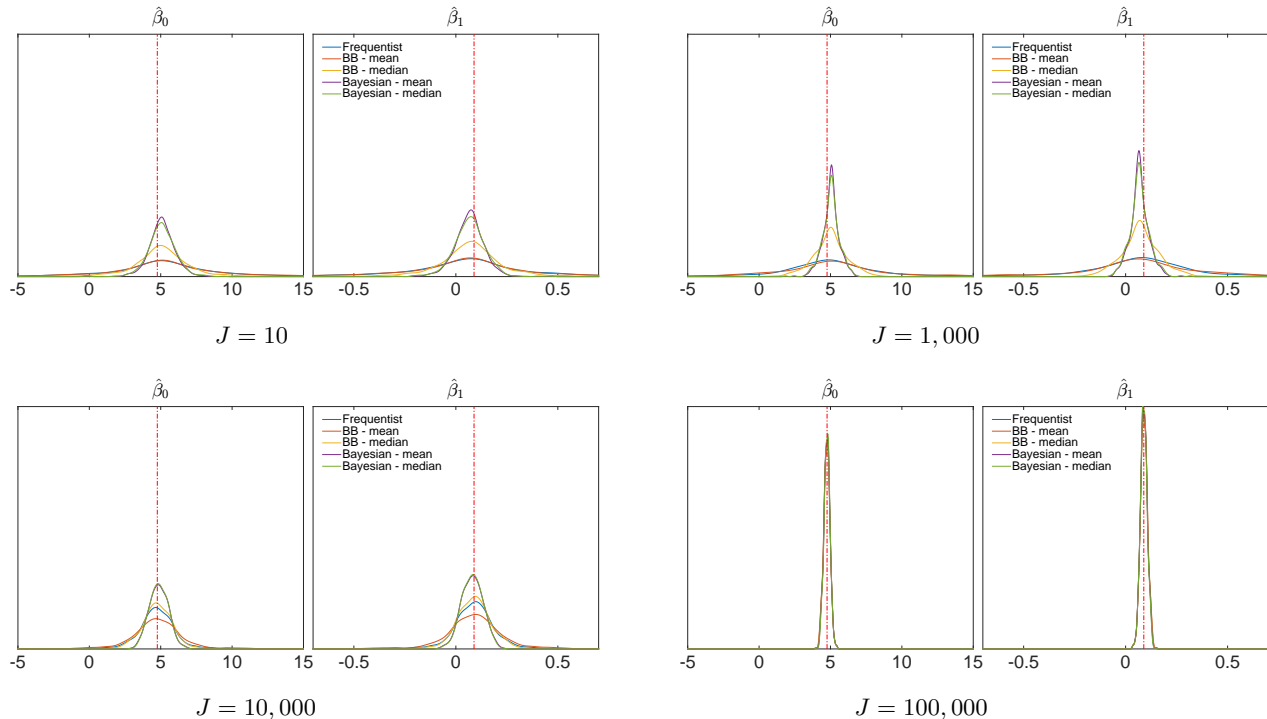 β̂₀
β̂₁
Frequentist
BB - mean
BB - median
Bayesian - mean
Bayesian - median
-5 0 5 10 15
-0.5 0 0.5
J = 10
β̂₀
β̂₁
Frequentist
BB - mean
BB - median
Bayesian - mean
Bayesian - median
-5 0 5 10 15
-0.5 0 0.5
J = 1,000
β̂₀
β̂₁
Frequentist
BB - mean
BB - median
Bayesian - mean
Bayesian - median
-5 0 5 10 15
-0.5 0 0.5
J = 10,000
β̂₀
β̂₁
Frequentist
BB - mean
BB - median
Bayesian - mean
Bayesian - median
-5 0 5 10 15
-0.5 0 0.5
J = 100,000